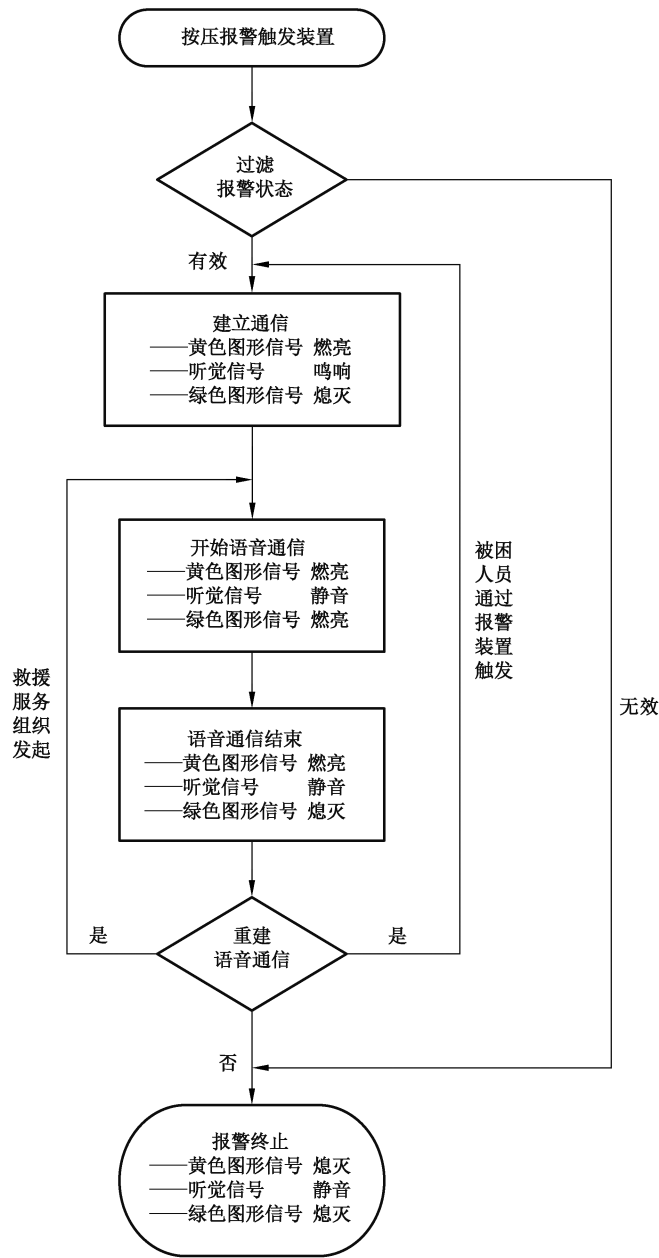 按压报警触发装置
过滤
报警状态
有效
建立通信
——黄色图形信号 燃亮
——听觉信号 鸣响
——绿色图形信号 熄灭
开始语音通信
——黄色图形信号 燃亮
——听觉信号 静音
——绿色图形信号 燃亮
被困
人员
通过
报警
装置
触发
救援
服务
组织
发起
无效
语音通信结束
——黄色图形信号 燃亮
——听觉信号 静音
——绿色图形信号 熄灭
是
重建
语音通信
是
否
报警终止
——黄色图形信号 熄灭
——听觉信号 静音
——绿色图形信号 熄灭